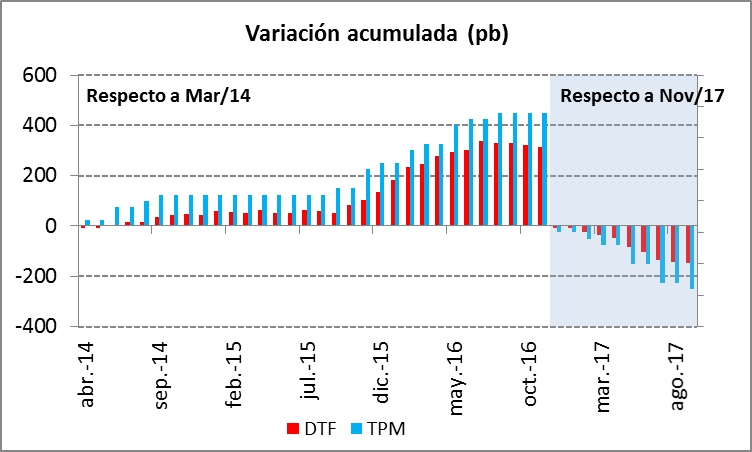 Variación acumulada (pb)
Respecto a Mar/14
Respecto a Nov/17
600
400
200
0
-200
-400
abr.-14
sep.-14
feb.-15
jul.-15
dic.-15
may.-16
oct.-16
mar.-17
ago.-17
DTF
TPM